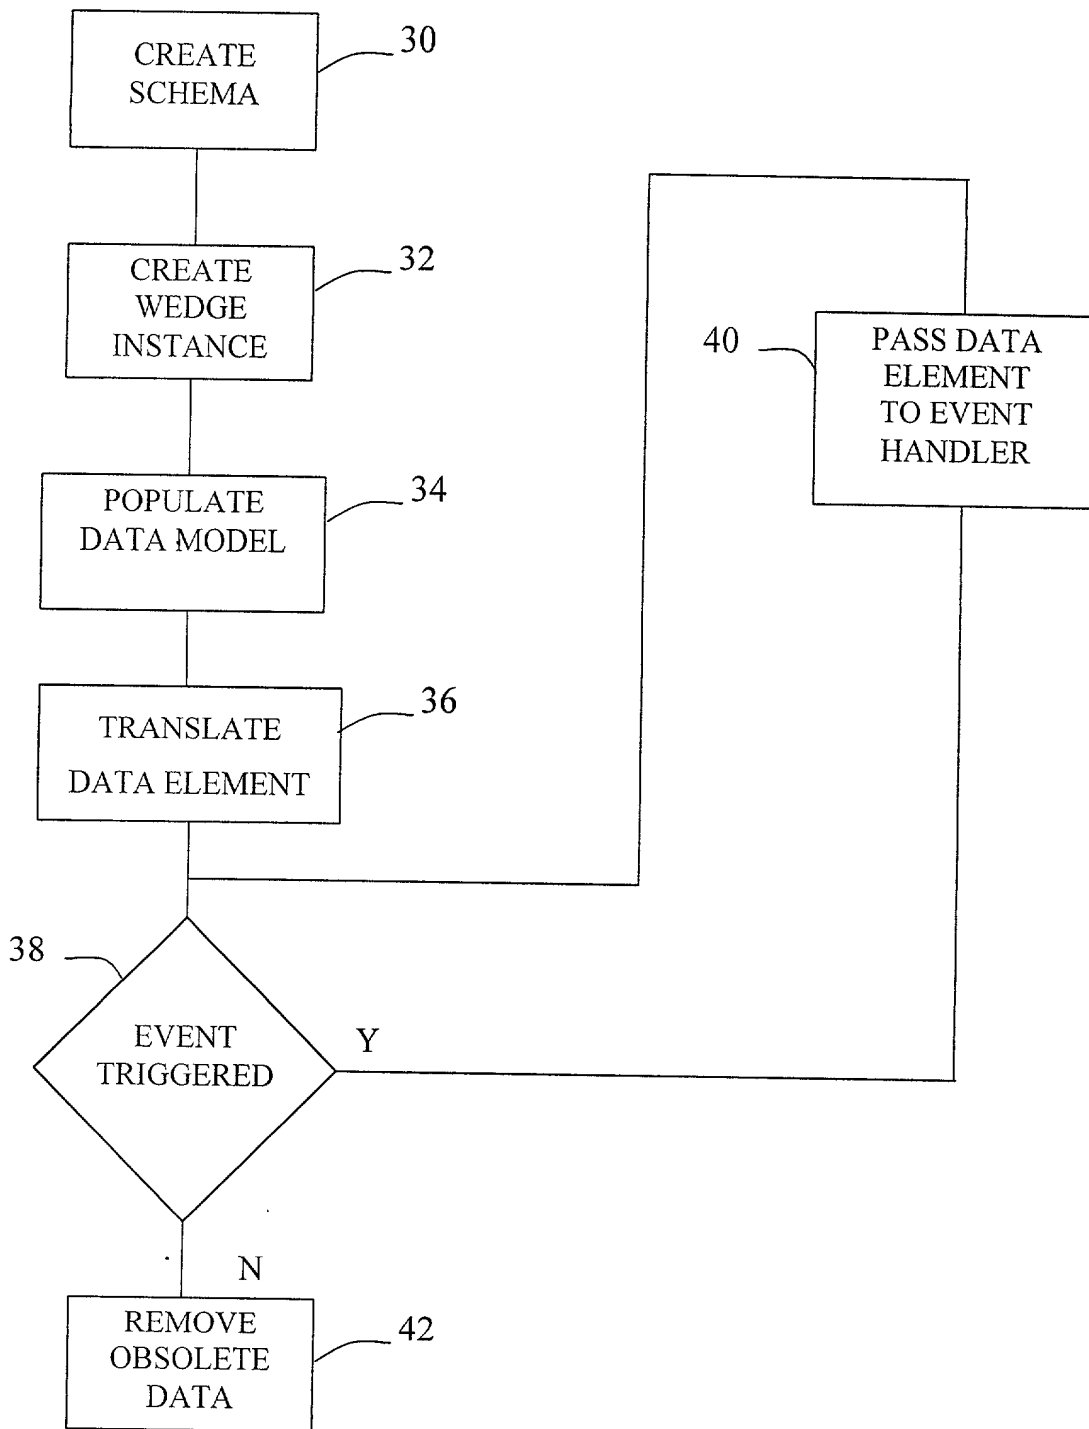 CREATE
SCHEMA
30
CREATE
WEDGE
INSTANCE
32
POPULATE
DATA MODEL
34
TRANSLATE
DATA ELEMENT
36
40
PASS DATA
ELEMENT
TO EVENT
HANDLER
38
EVENT
TRIGGERED
Y
N
REMOVE
OBSOLETE
DATA
42